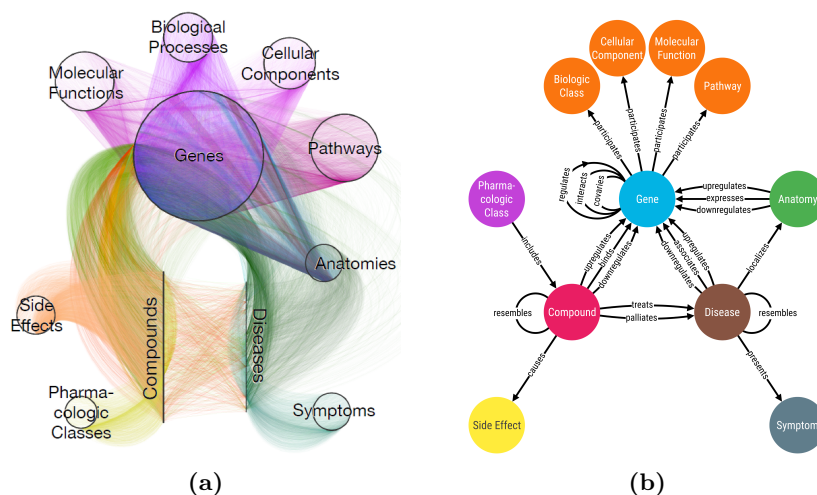 Biological
Processes
Cellular
Components
Molecular
Functions
Genes
Pathways
Anatomies
Side
Effects
Compounds
Diseases
Pharma-
cologic
Classes
Symptoms
(a)
Cellular
Component
Molecular
Function
Biologic
Class
Pathway
participates
participates
participates
participates
regulates
interacts
covaries
Pharma-
cologic
Class
Gene
upregulates
expresses
downregulates
Anatomy
includes
upregulates
binds
downregulates
upregulates
associates
downregulates
localizes
resembles
Compound
treats
palliates
Disease
resembles
causes
presents
Side Effect
Symptom
(b)